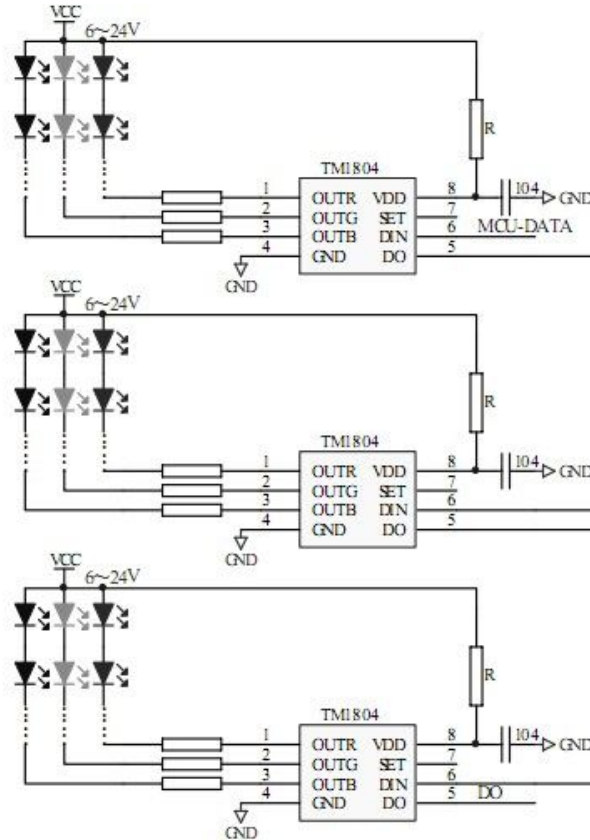 VCC
6～24V
R
TM1804
1 OUTR VDD 8 104 GND
2 OUTG SET 7
3 OUTB DIN 6 MCU-DATA
4 GND DO 5
GND
VCC
6～24V
R
TM1804
1 OUTR VDD 8 104 GND
2 OUTG SET 7
3 OUTB DIN 6
4 GND DO 5
GND
VCC
6～24V
R
TM1804
1 OUTR VDD 8 104 GND
2 OUTG SET 7
3 OUTB DIN 6
4 GND DO 5 DO
GND